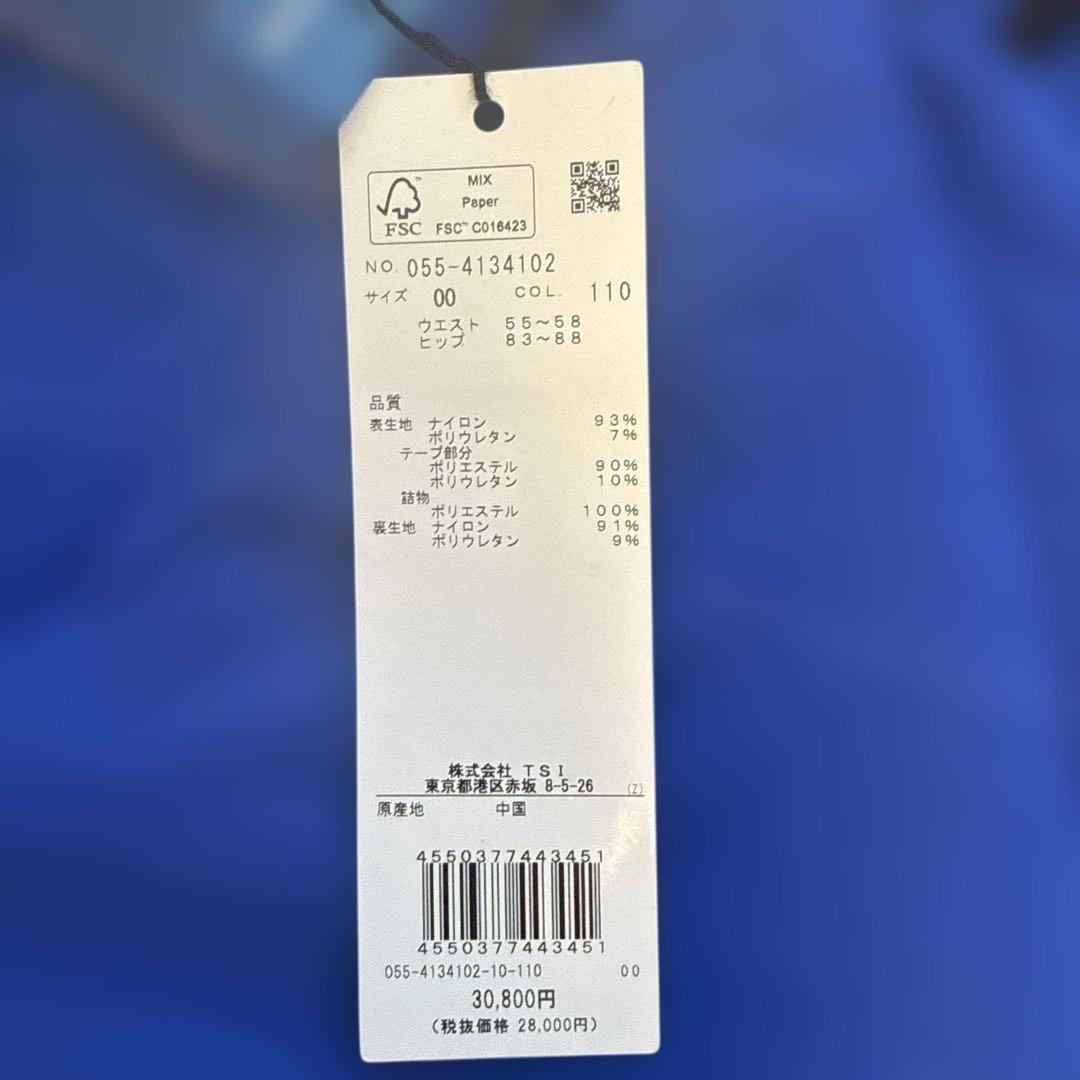 MIX
Paper
FSC™ C016423
FSC
NO. 055-4134102
サイズ 00 COL. 110
ウエスト 55~58
ヒップ 83~88
品質
表生地 ナイロン 93%
ポリウレタン 7%
テープ部分
ポリエステル 90%
ポリウレタン 10%
詰物
ポリエステル 100%
裏生地 ナイロン 91%
ポリウレタン 9%
株式会社 TSI
東京都港区赤坂 8-5-26 (Z)
原産地 中国
4550377443451
4550377443451
055-4134102-10-110 00
30,800円
(税抜価格 28,000円)